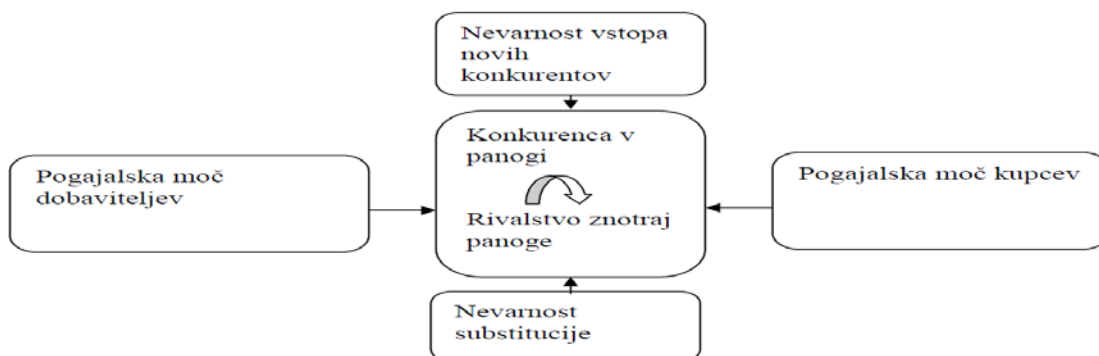 Nevarnost vstopa
novih
konkurentov
Konkurenca v
panogi
Pogajalska moč
dobaviteljev
Pogajalska moč kupcev
Rivalstvo znotraj
panoge
Nevarnost
substitucije